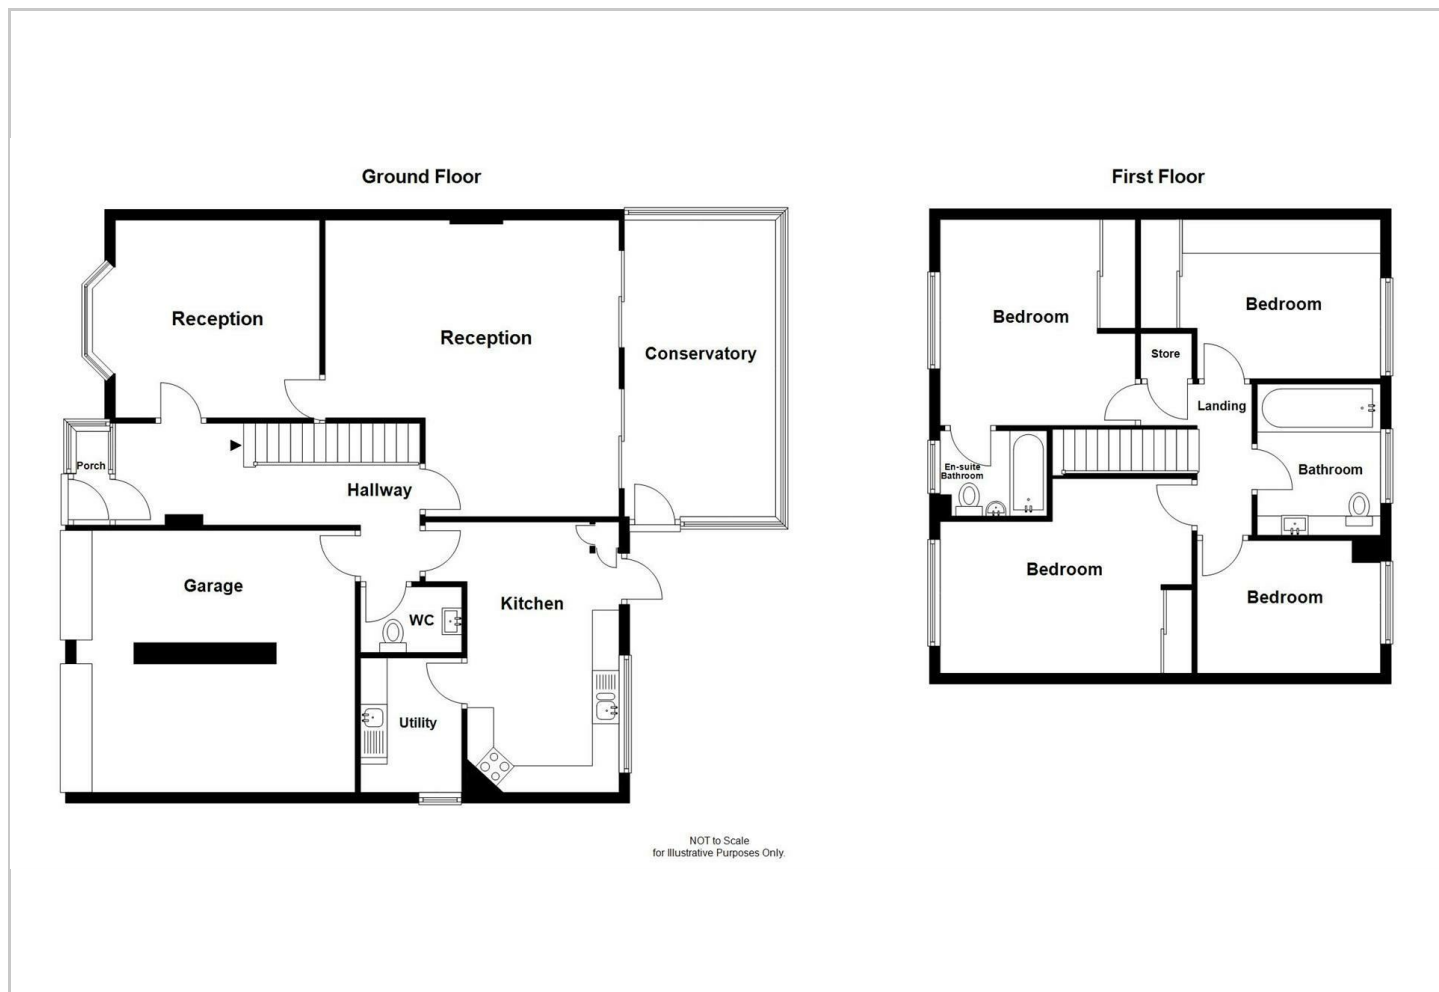 Ground Floor
Reception
Reception
Conservatory
Porch
Hallway
Garage
WC
Kitchen
Utility
First Floor
Bedroom
Bedroom
Store
Landing
En-suite
Bathroom
Bathroom
Bedroom
Bedroom
NOT to Scale
for Illustrative Purposes Only.